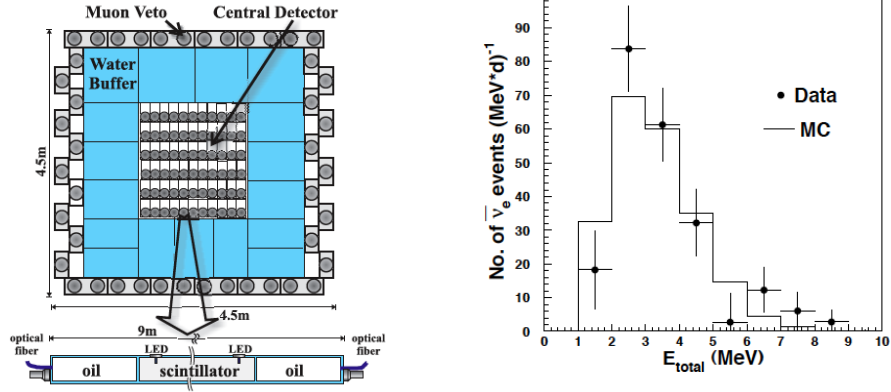 Muon Veto
Central Detector
Water
Buffer
4.5m
4.5m
9m
optical
fiber
LED
LED
optical
fiber
oil
scintillator
oil
No. of ν̅e events (MeV*d)-1
90
80
70
60
50
40
30
20
10
0
Data
MC
0 1 2 3 4 5 6 7 8 9 10
Etotal (MeV)